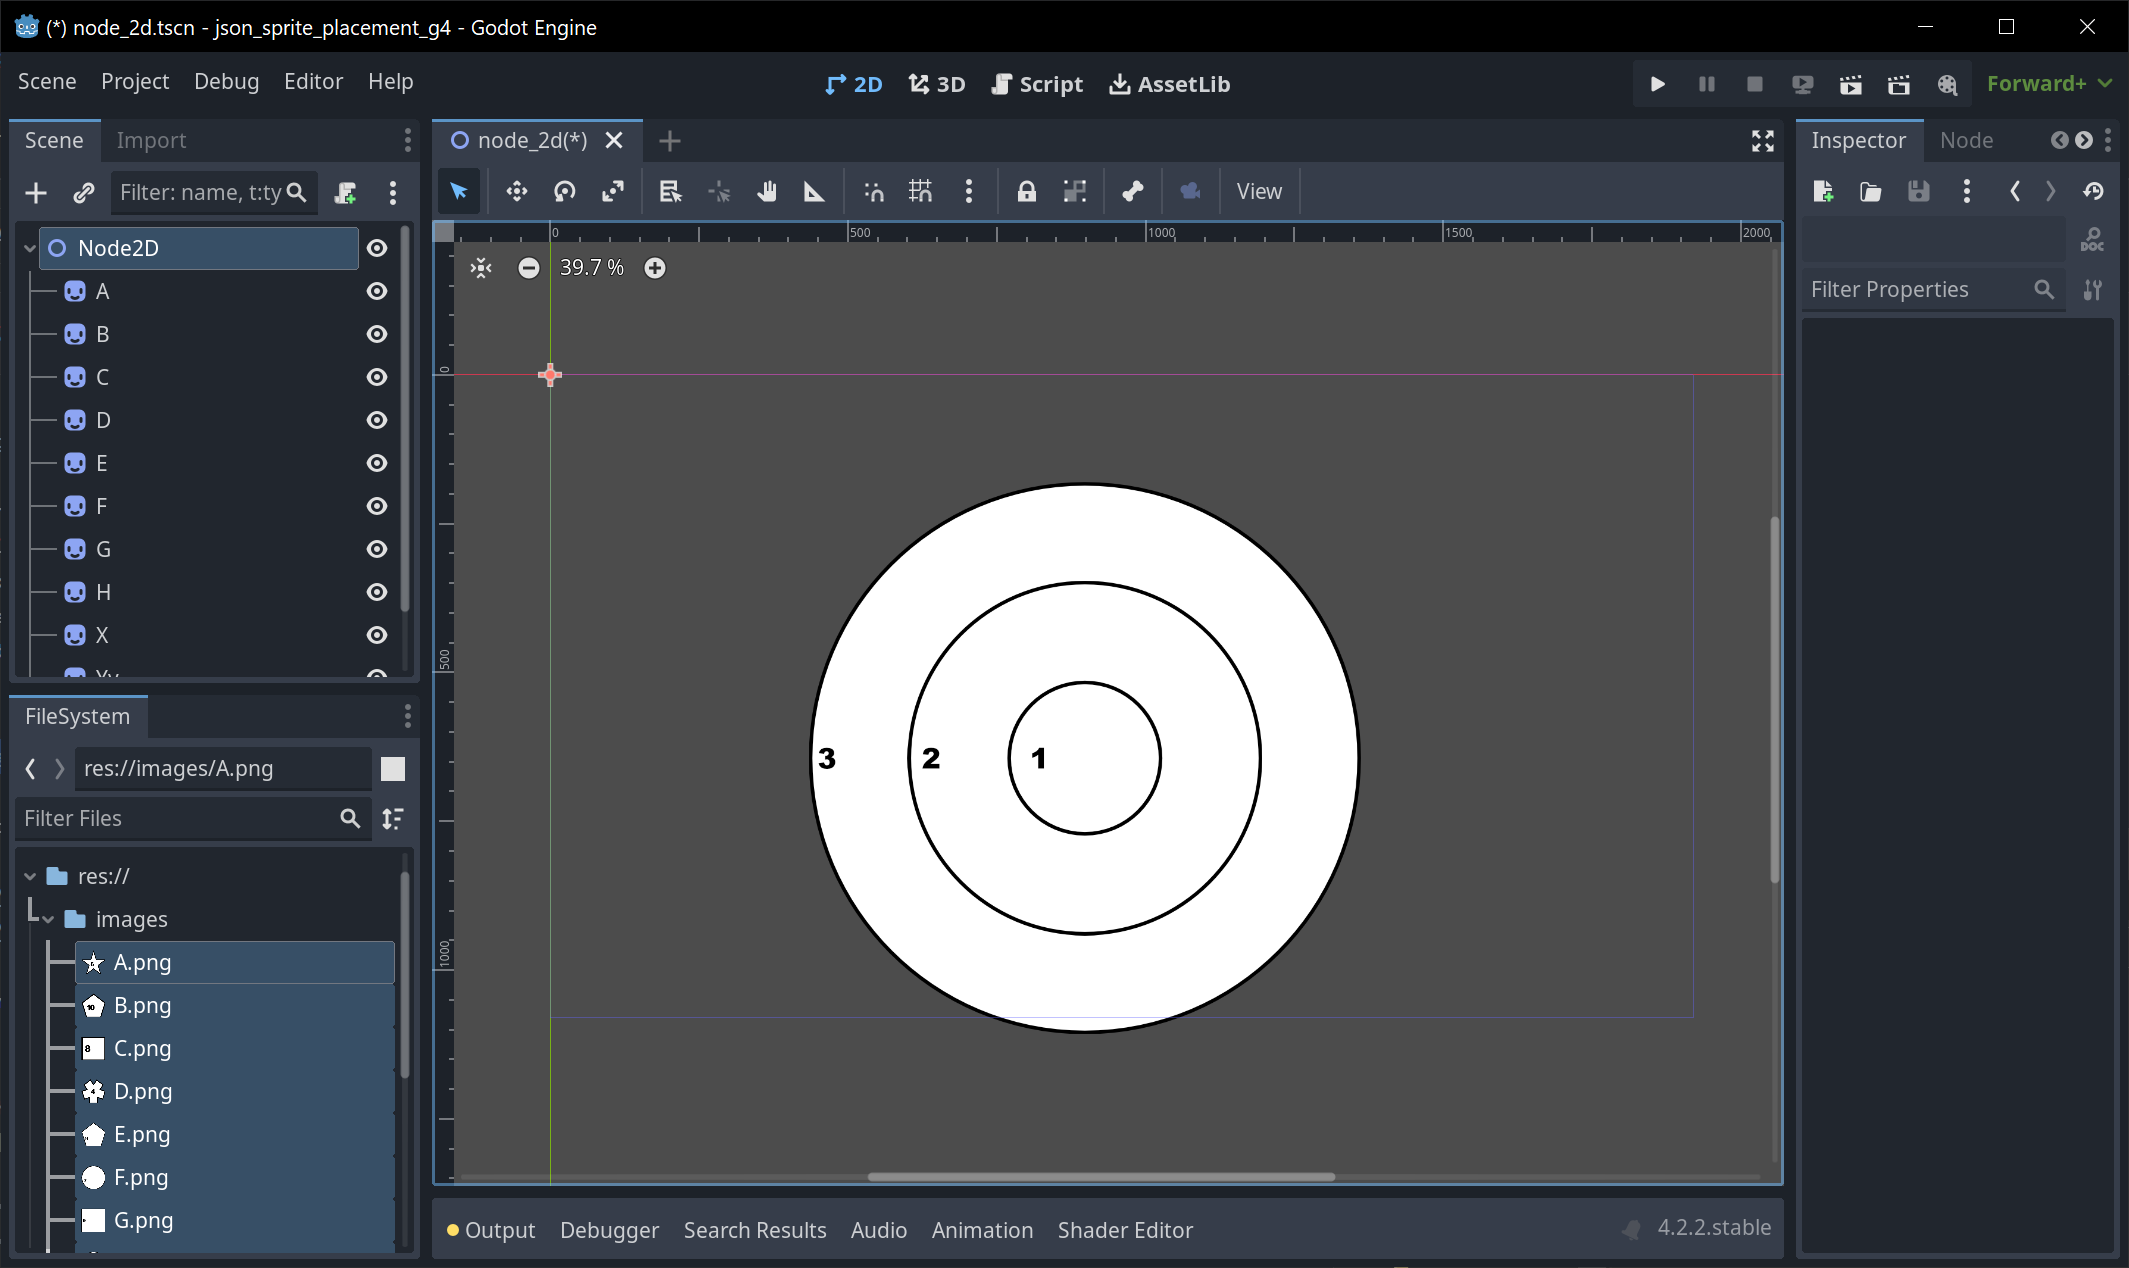 (*) node_2d.tscn - json_sprite_placement_g4 - Godot Engine
Scene Project Debug Editor Help
2D 3D Script AssetLib
Forward+
Scene Import
node_2d(*)
Inspector Node
Filter: name, t:ty
View
DOC
Filter Properties
Node2D
A
B
C
D
E
F
G
H
X
0 500 1000 1500 2000
39.7 %
0
500
1000
3 2 1
FileSystem
res://images/A.png
Filter Files
res://
images
A.png
B.png
C.png
D.png
E.png
F.png
G.png
Output Debugger Search Results Audio Animation Shader Editor
4.2.2.stable